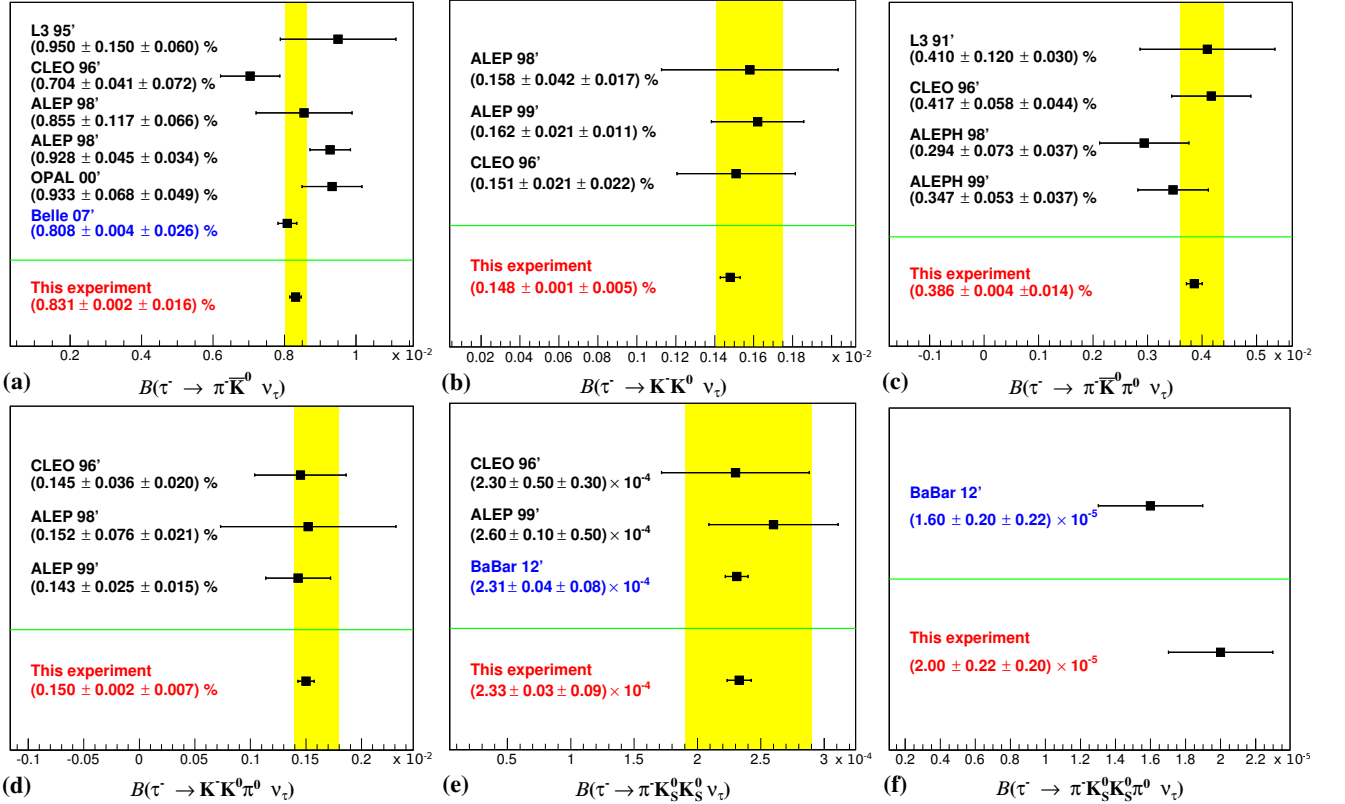 L3 95’
(0.950 ± 0.150 ± 0.060) %
CLEO 96’
(0.704 ± 0.041 ± 0.072) %
ALEP 98’
(0.855 ± 0.117 ± 0.066) %
ALEP 98’
(0.928 ± 0.045 ± 0.034) %
OPAL 00’
(0.933 ± 0.068 ± 0.049) %
Belle 07’
(0.808 ± 0.004 ± 0.026) %
This experiment
(0.831 ± 0.002 ± 0.016) %
0.2 0.4 0.6 0.8 1 x 10⁻²
(a) B(τ⁻ → π⁻K̅⁰ ν_τ)
ALEP 98’
(0.158 ± 0.042 ± 0.017) %
ALEP 99’
(0.162 ± 0.021 ± 0.011) %
CLEO 96’
(0.151 ± 0.021 ± 0.022) %
This experiment
(0.148 ± 0.001 ± 0.005) %
0.02 0.04 0.06 0.08 0.1 0.12 0.14 0.16 0.18 0.2 x 10⁻²
(b) B(τ⁻ → K⁻K⁰ ν_τ)
L3 91’
(0.410 ± 0.120 ± 0.030) %
CLEO 96’
(0.417 ± 0.058 ± 0.044) %
ALEPH 98’
(0.294 ± 0.073 ± 0.037) %
ALEPH 99’
(0.347 ± 0.053 ± 0.037) %
This experiment
(0.386 ± 0.004 ±0.014) %
-0.1 0 0.1 0.2 0.3 0.4 0.5 x 10⁻²
(c) B(τ⁻ → π⁻K̅⁰π⁰ ν_τ)
CLEO 96’
(0.145 ± 0.036 ± 0.020) %
ALEP 98’
(0.152 ± 0.076 ± 0.021) %
ALEP 99’
(0.143 ± 0.025 ± 0.015) %
This experiment
(0.150 ± 0.002 ± 0.007) %
-0.1 -0.05 0 0.05 0.1 0.15 0.2 x 10⁻²
(d) B(τ⁻ → K⁻K⁰π⁰ ν_τ)
CLEO 96’
(2.30 ± 0.50 ± 0.30) × 10⁻⁴
ALEP 99’
(2.60 ± 0.10 ± 0.50) × 10⁻⁴
BaBar 12’
(2.31 ± 0.04 ± 0.08) × 10⁻⁴
This experiment
(2.33 ± 0.03 ± 0.09) × 10⁻⁴
0.5 1 1.5 2 2.5 3 x 10⁻⁴
(e) B(τ⁻ → π⁻K_S⁰K_S⁰ ν_τ)
BaBar 12’
(1.60 ± 0.20 ± 0.22) × 10⁻⁵
This experiment
(2.00 ± 0.22 ± 0.20) × 10⁻⁵
0.2 0.4 0.6 0.8 1 1.2 1.4 1.6 1.8 2 2.2 2.4 x 10⁻⁵
(f) B(τ⁻ → π⁻K_S⁰K_S⁰π⁰ ν_τ)